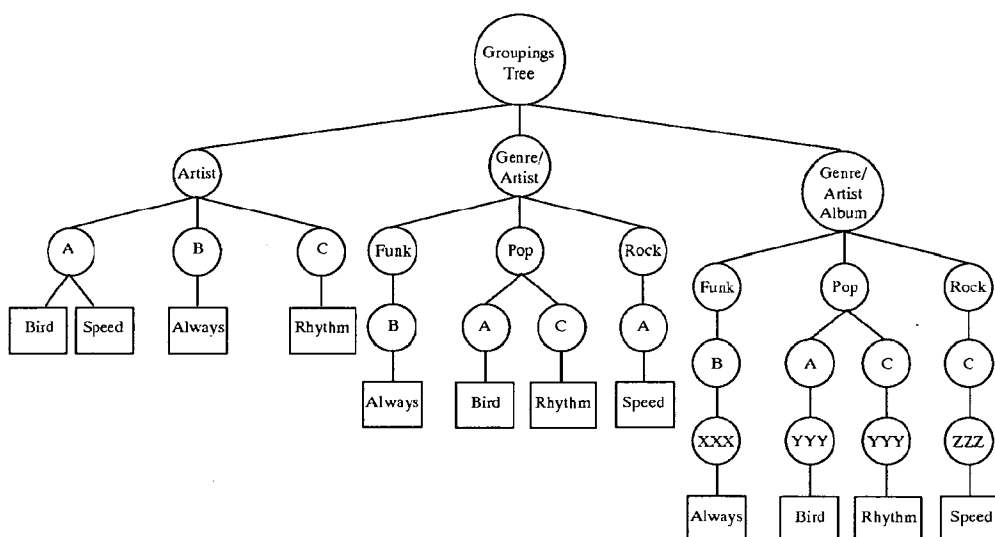 Groupings
Tree
Artist
Genre/
Artist
Genre/
Artist
Album
A
B
C
Funk
Pop
Rock
Funk
Pop
Rock
Bird
Speed
Always
Rhythm
B
A
C
A
B
A
C
C
Always
Bird
Rhythm
Speed
XXX
YYY
YYY
ZZZ
Always
Bird
Rhythm
Speed